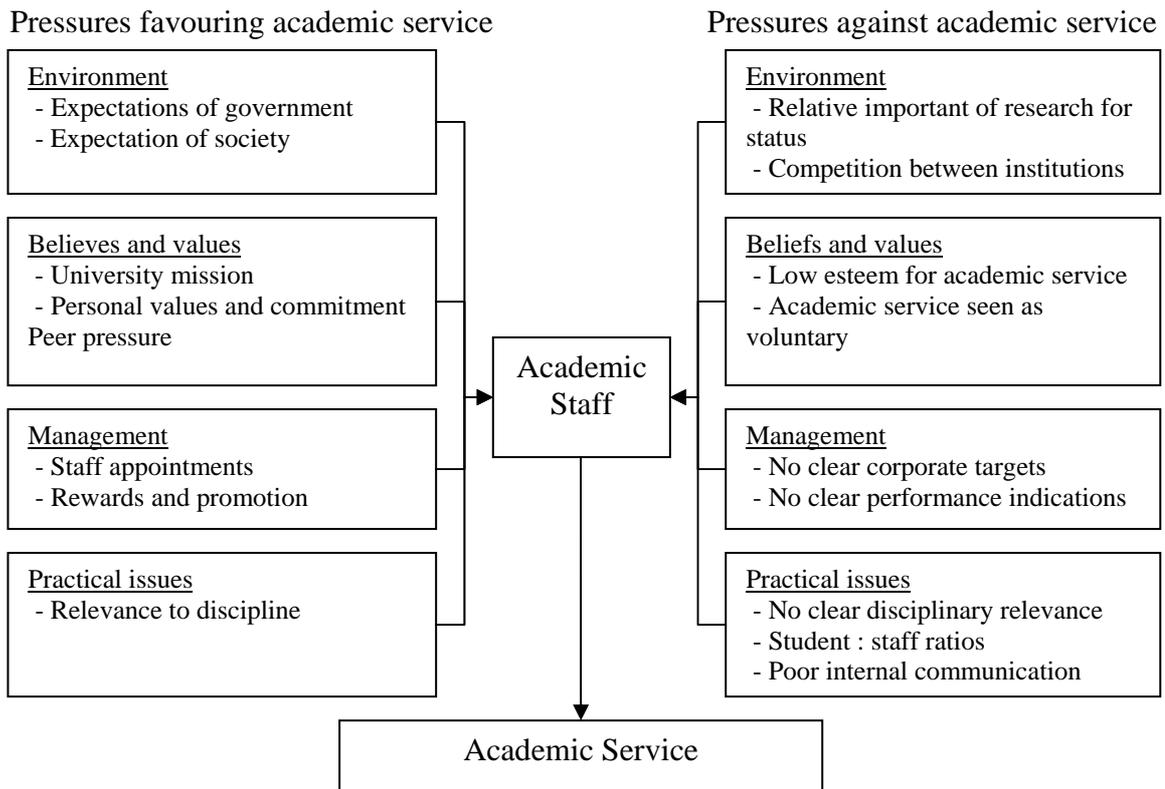 Pressures favouring academic service
Environment
- Expectations of government
- Expectation of society
Believes and values
- University mission
- Personal values and commitment
Peer pressure
Management
- Staff appointments
- Rewards and promotion
Practical issues
- Relevance to discipline
Pressures against academic service
Environment
- Relative important of research for
status
- Competition between institutions
Beliefs and values
- Low esteem for academic service
- Academic service seen as
voluntary
Management
- No clear corporate targets
- No clear performance indications
Practical issues
- No clear disciplinary relevance
- Student : staff ratios
- Poor internal communication
Academic
Staff
Academic Service